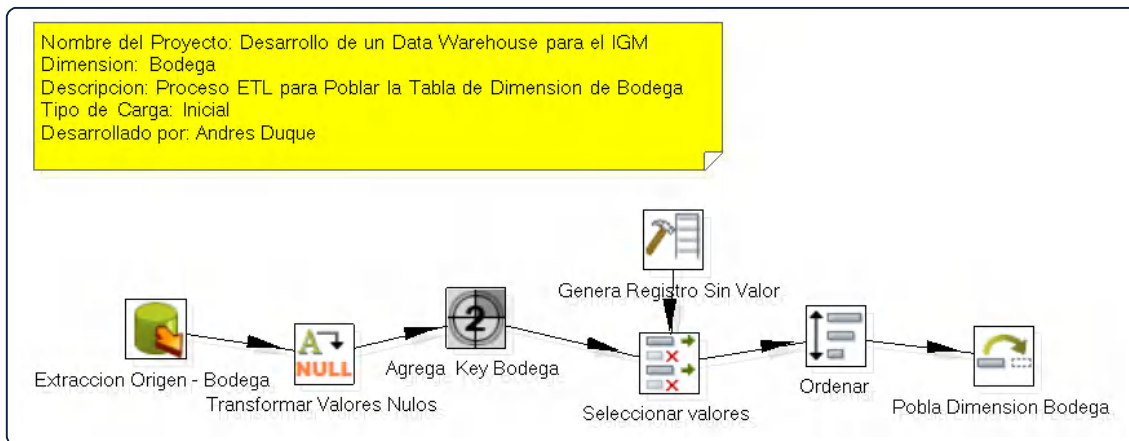 Nombre del Proyecto: Desarrollo de un Data Warehouse para el IGM
Dimension: Bodega
Descripcion: Proceso ETL para Poblar la Tabla de Dimension de Bodega
Tipo de Carga: Inicial
Desarrollado por: Andres Duque
Genera Registro Sin Valor
A
NULL
2
Extraccion Origen - Bodega
Transformar Valores Nulos
Agrega Key Bodega
Seleccionar valores
Ordenar
Pobla Dimension Bodega